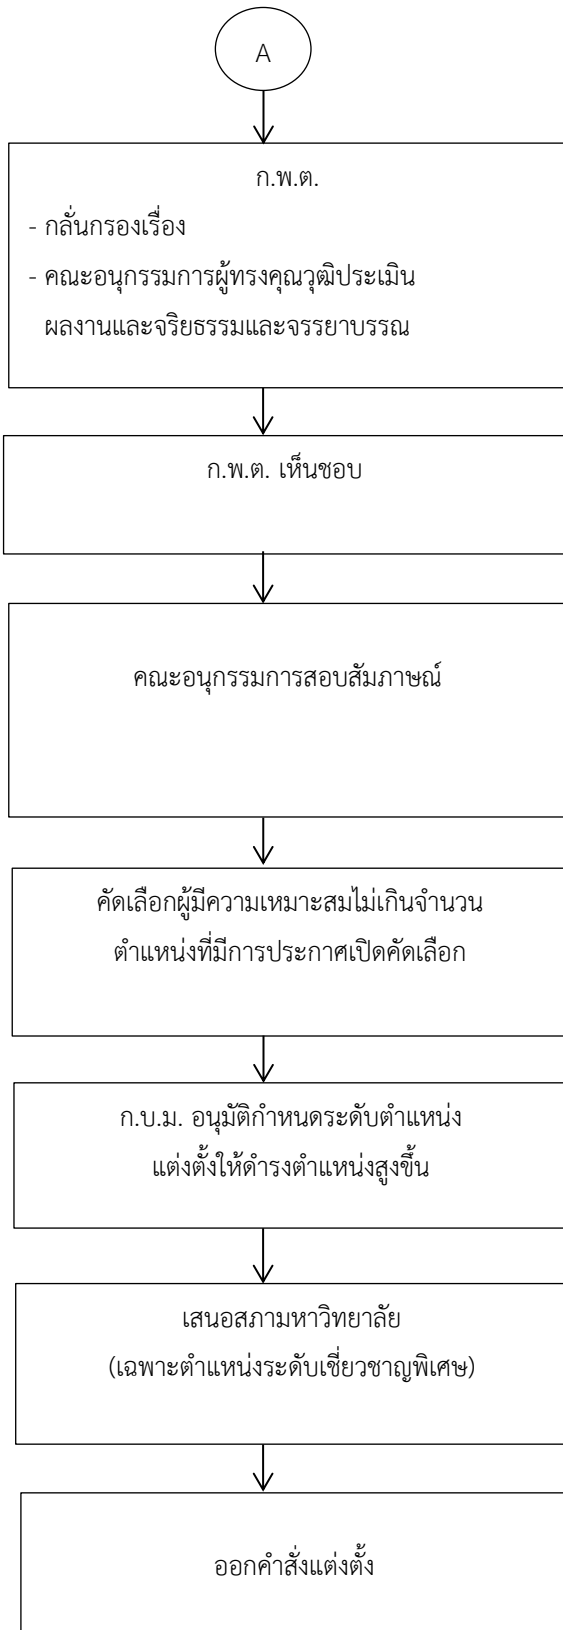 A
ก.พ.ต.
- กลั่นกรองเรื่อง
- คณะอนุกรรมการผู้ทรงคุณวุฒิประเมิน
ผลงานและจริยธรรมและจรรยาบรรณ
ก.พ.ต. เห็นชอบ
คณะอนุกรรมการสอบสัมภาษณ์
คัดเลือกผู้มีความเหมาะสมไม่เกินจำนวน
ตำแหน่งที่มีการประกาศเปิดคัดเลือก
ก.บ.ม. อนุมัติกำหนดระดับตำแหน่ง
แต่งตั้งให้ดำรงตำแหน่งสูงขึ้น
เสนอสภามหาวิทยาลัย
(เฉพาะตำแหน่งระดับเชี่ยวชาญพิเศษ)
ออกคำสั่งแต่งตั้ง